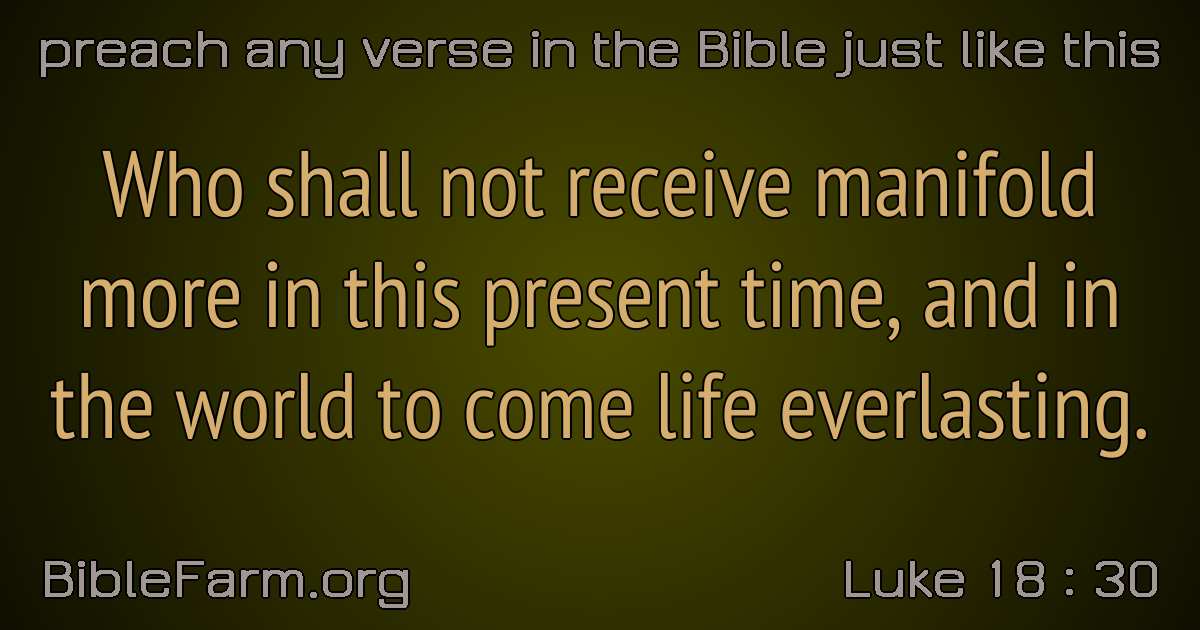 preach any verse in the Bible just like this
Who shall not receive manifold
more in this present time, and in
the world to come life everlasting.
BibleFarm.org
Luke 18 : 30